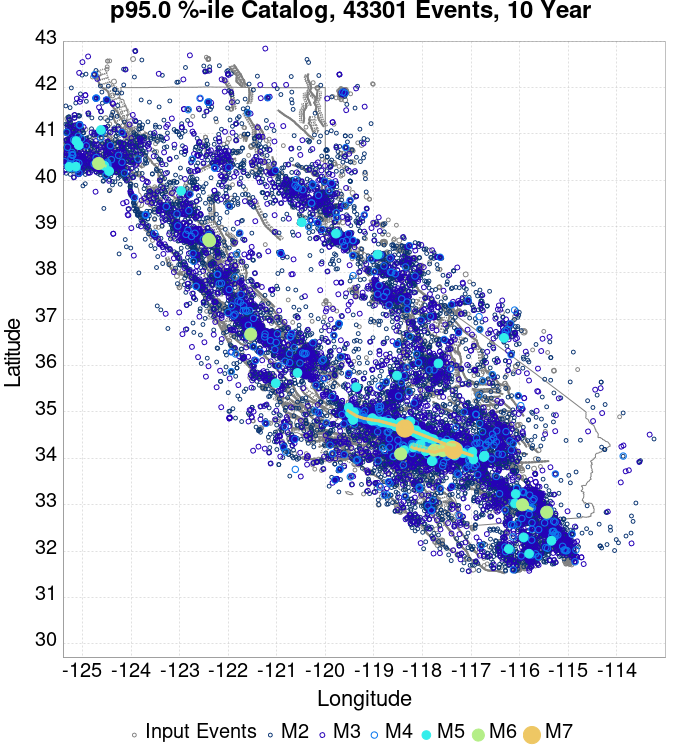 p95.0 %-ile Catalog, 43301 Events, 10 Year
43
42
41
40
39
38
37
36
35
34
33
32
31
30
Latitude
-125 -124 -123 -122 -121 -120 -119 -118 -117 -116 -115 -114
Longitude
Input Events M2 M3 M4 M5 M6 M7